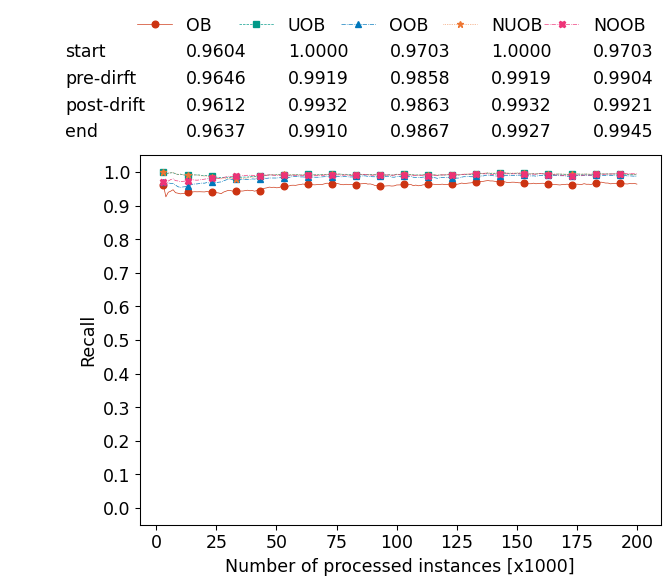 OB UOB OOB NUOB NOOB
start 0.9604 1.0000 0.9703 1.0000 0.9703
pre-dirft 0.9646 0.9919 0.9858 0.9919 0.9904
post-drift 0.9612 0.9932 0.9863 0.9932 0.9921
end 0.9637 0.9910 0.9867 0.9927 0.9945
1.0
0.9
0.8
0.7
0.6
0.5
0.4
0.3
0.2
0.1
0.0
Recall
0 25 50 75 100 125 150 175 200
Number of processed instances [x1000]